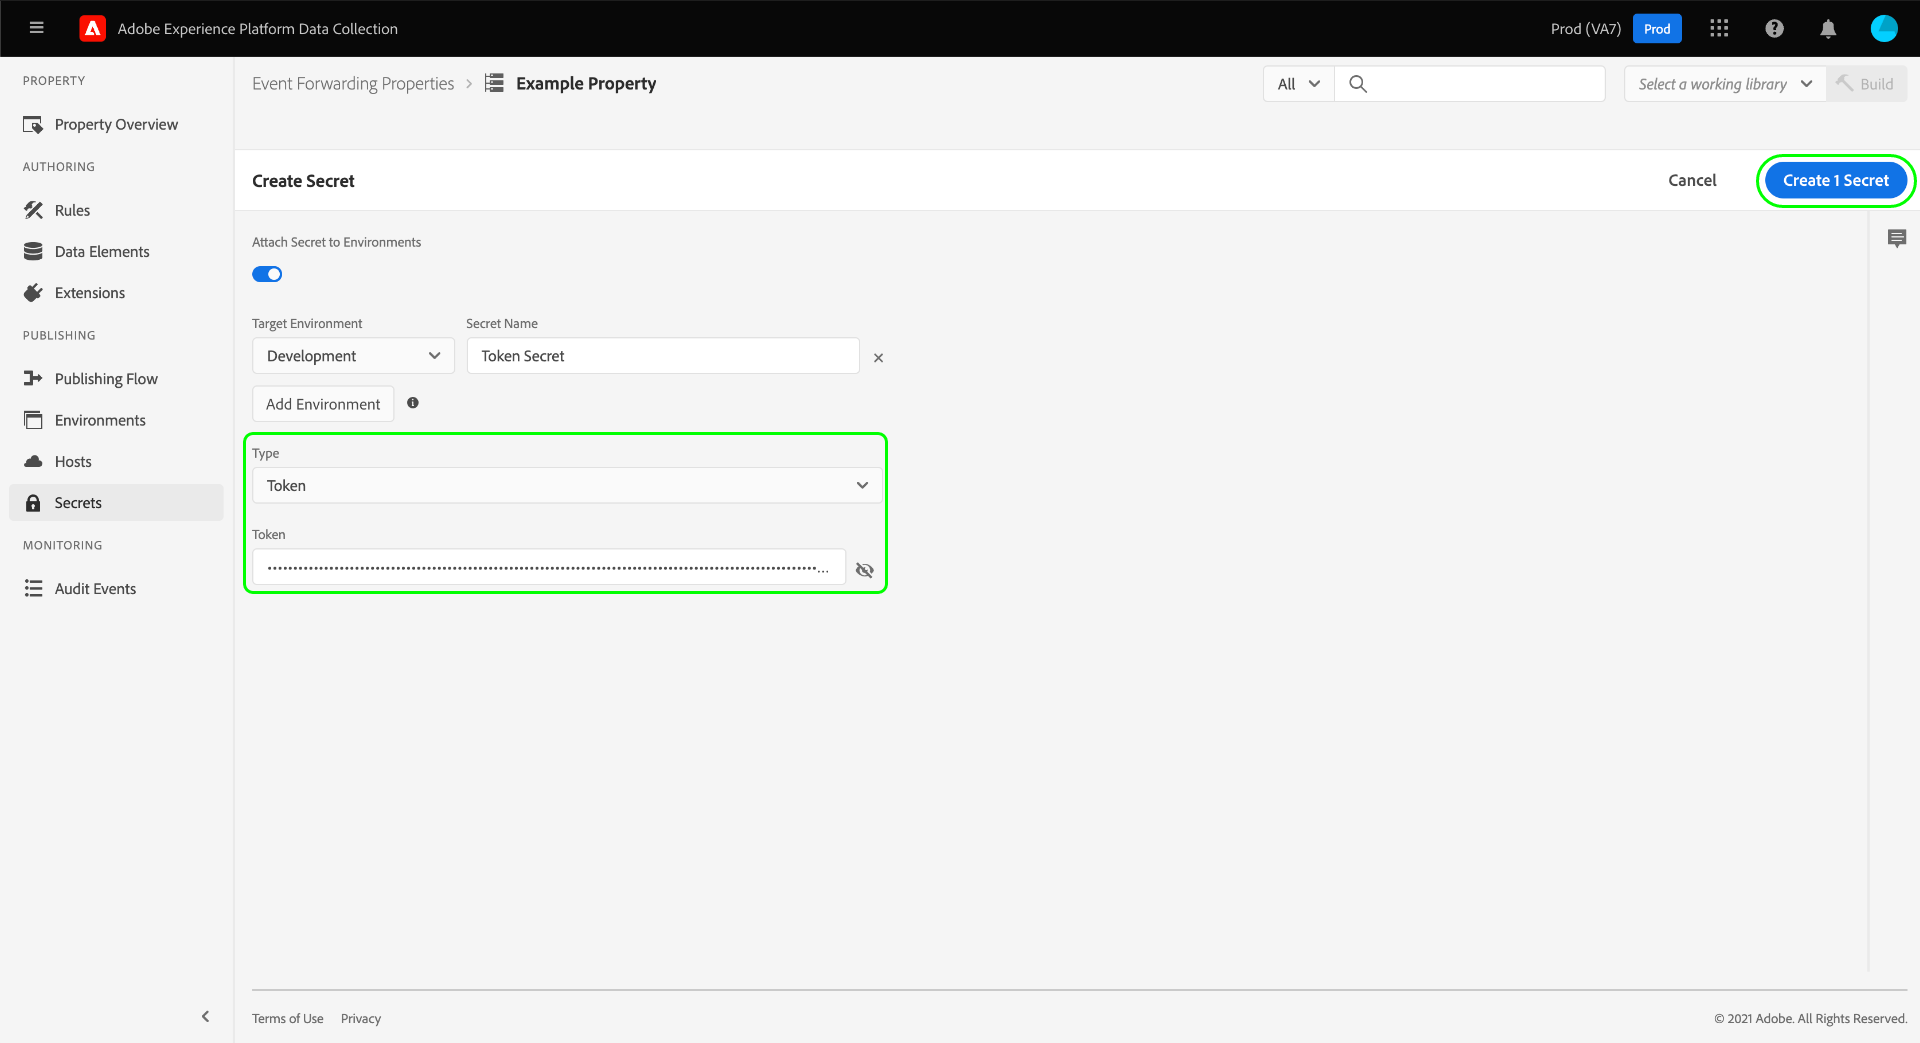 Adobe Experience Platform Data Collection
Prod (VA7)
Prod
PROPERTY
Property Overview
AUTHORING
Rules
Data Elements
Extensions
PUBLISHING
Publishing Flow
Environments
Hosts
Secrets
MONITORING
Audit Events
Event Forwarding Properties > Example Property
All
Select a working library
Build
Create Secret
Cancel
Create 1 Secret
Attach Secret to Environments
Target Environment
Secret Name
Development
Token Secret
Add Environment
Type
Token
Token
Terms of Use
Privacy
© 2021 Adobe. All Rights Reserved.